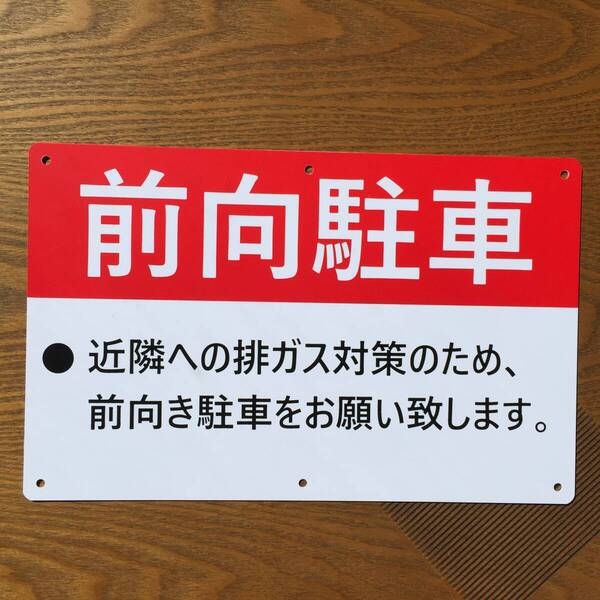 前向駐車
● 近隣への排ガス対策のため、
前向き駐車をお願い致します。